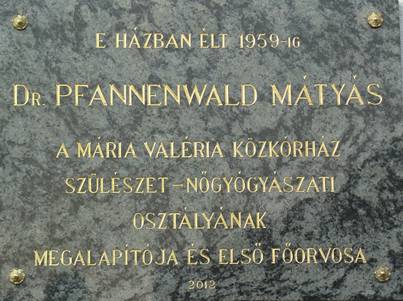 E HÁZBAN ÉLT 1959-IG
DR. PFANNENWALD MÁTYÁS
A MÁRIA VALÉRIA KÖZKÓRHÁZ
SZÜLÉSZET-NŐGYÓGYÁSZATI
OSZTÁLYÁNAK
MEGALAPÍTÓJA ÉS ELSŐ FŐORVOSA
2012